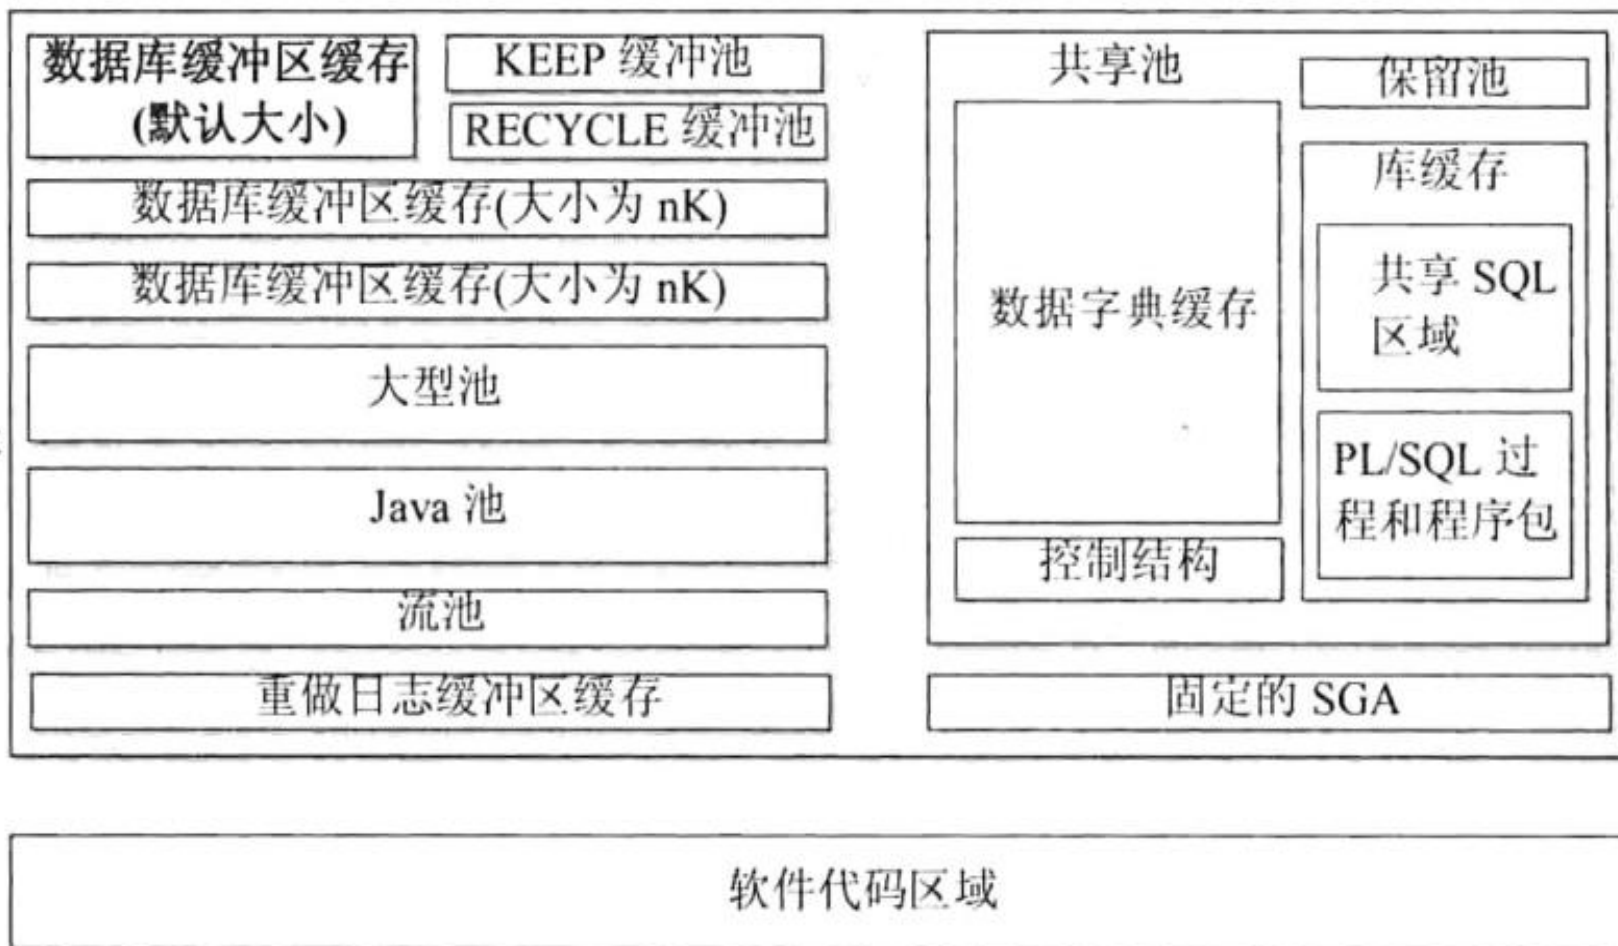 数据库缓冲区缓存
(默认大小)
KEEP 缓冲池
RECYCLE 缓冲池
数据库缓冲区缓存(大小为 nK)
数据库缓冲区缓存(大小为 nK)
大型池
Java 池
流池
重做日志缓冲区缓存
共享池
保留池
数据字典缓存
库缓存
共享 SQL
区域
PL/SQL 过
程和程序包
控制结构
固定的 SGA
软件代码区域